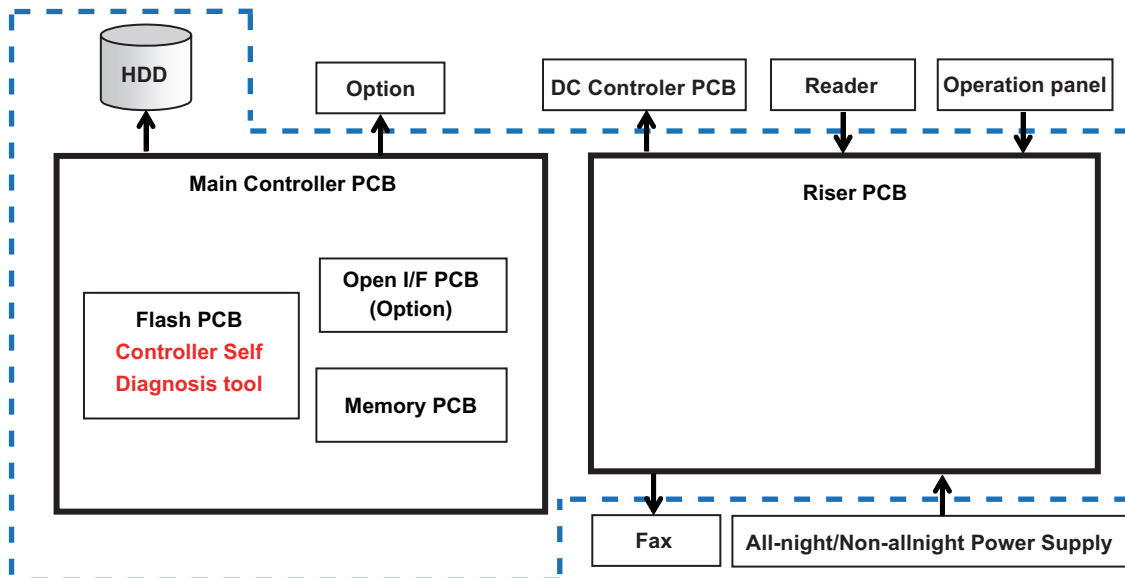 HDD
Option
DC Controler PCB
Reader
Operation panel
Main Controller PCB
Riser PCB
Open I/F PCB
(Option)
Flash PCB
Controller Self
Diagnosis tool
Memory PCB
Fax
All-night/Non-allnight Power Supply